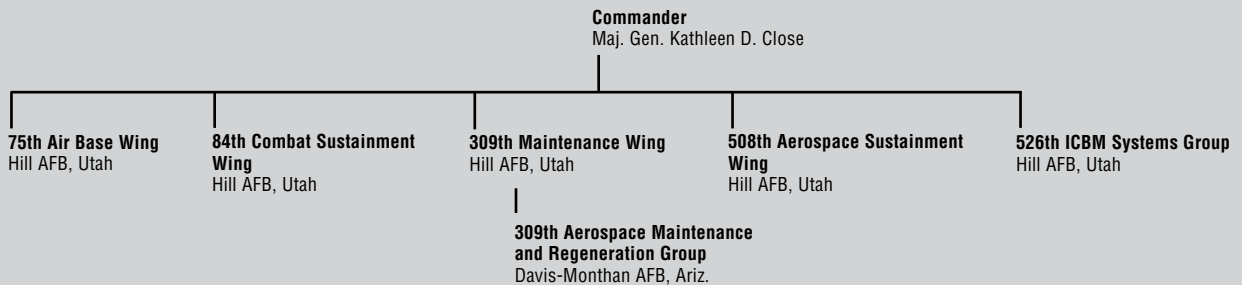 Commander
Maj. Gen. Kathleen D. Close
75th Air Base Wing
Hill AFB, Utah
84th Combat Sustainment
Wing
Hill AFB, Utah
309th Maintenance Wing
Hill AFB, Utah
508th Aerospace Sustainment
Wing
Hill AFB, Utah
526th ICBM Systems Group
Hill AFB, Utah
309th Aerospace Maintenance
and Regeneration Group
Davis-Monthan AFB, Ariz.